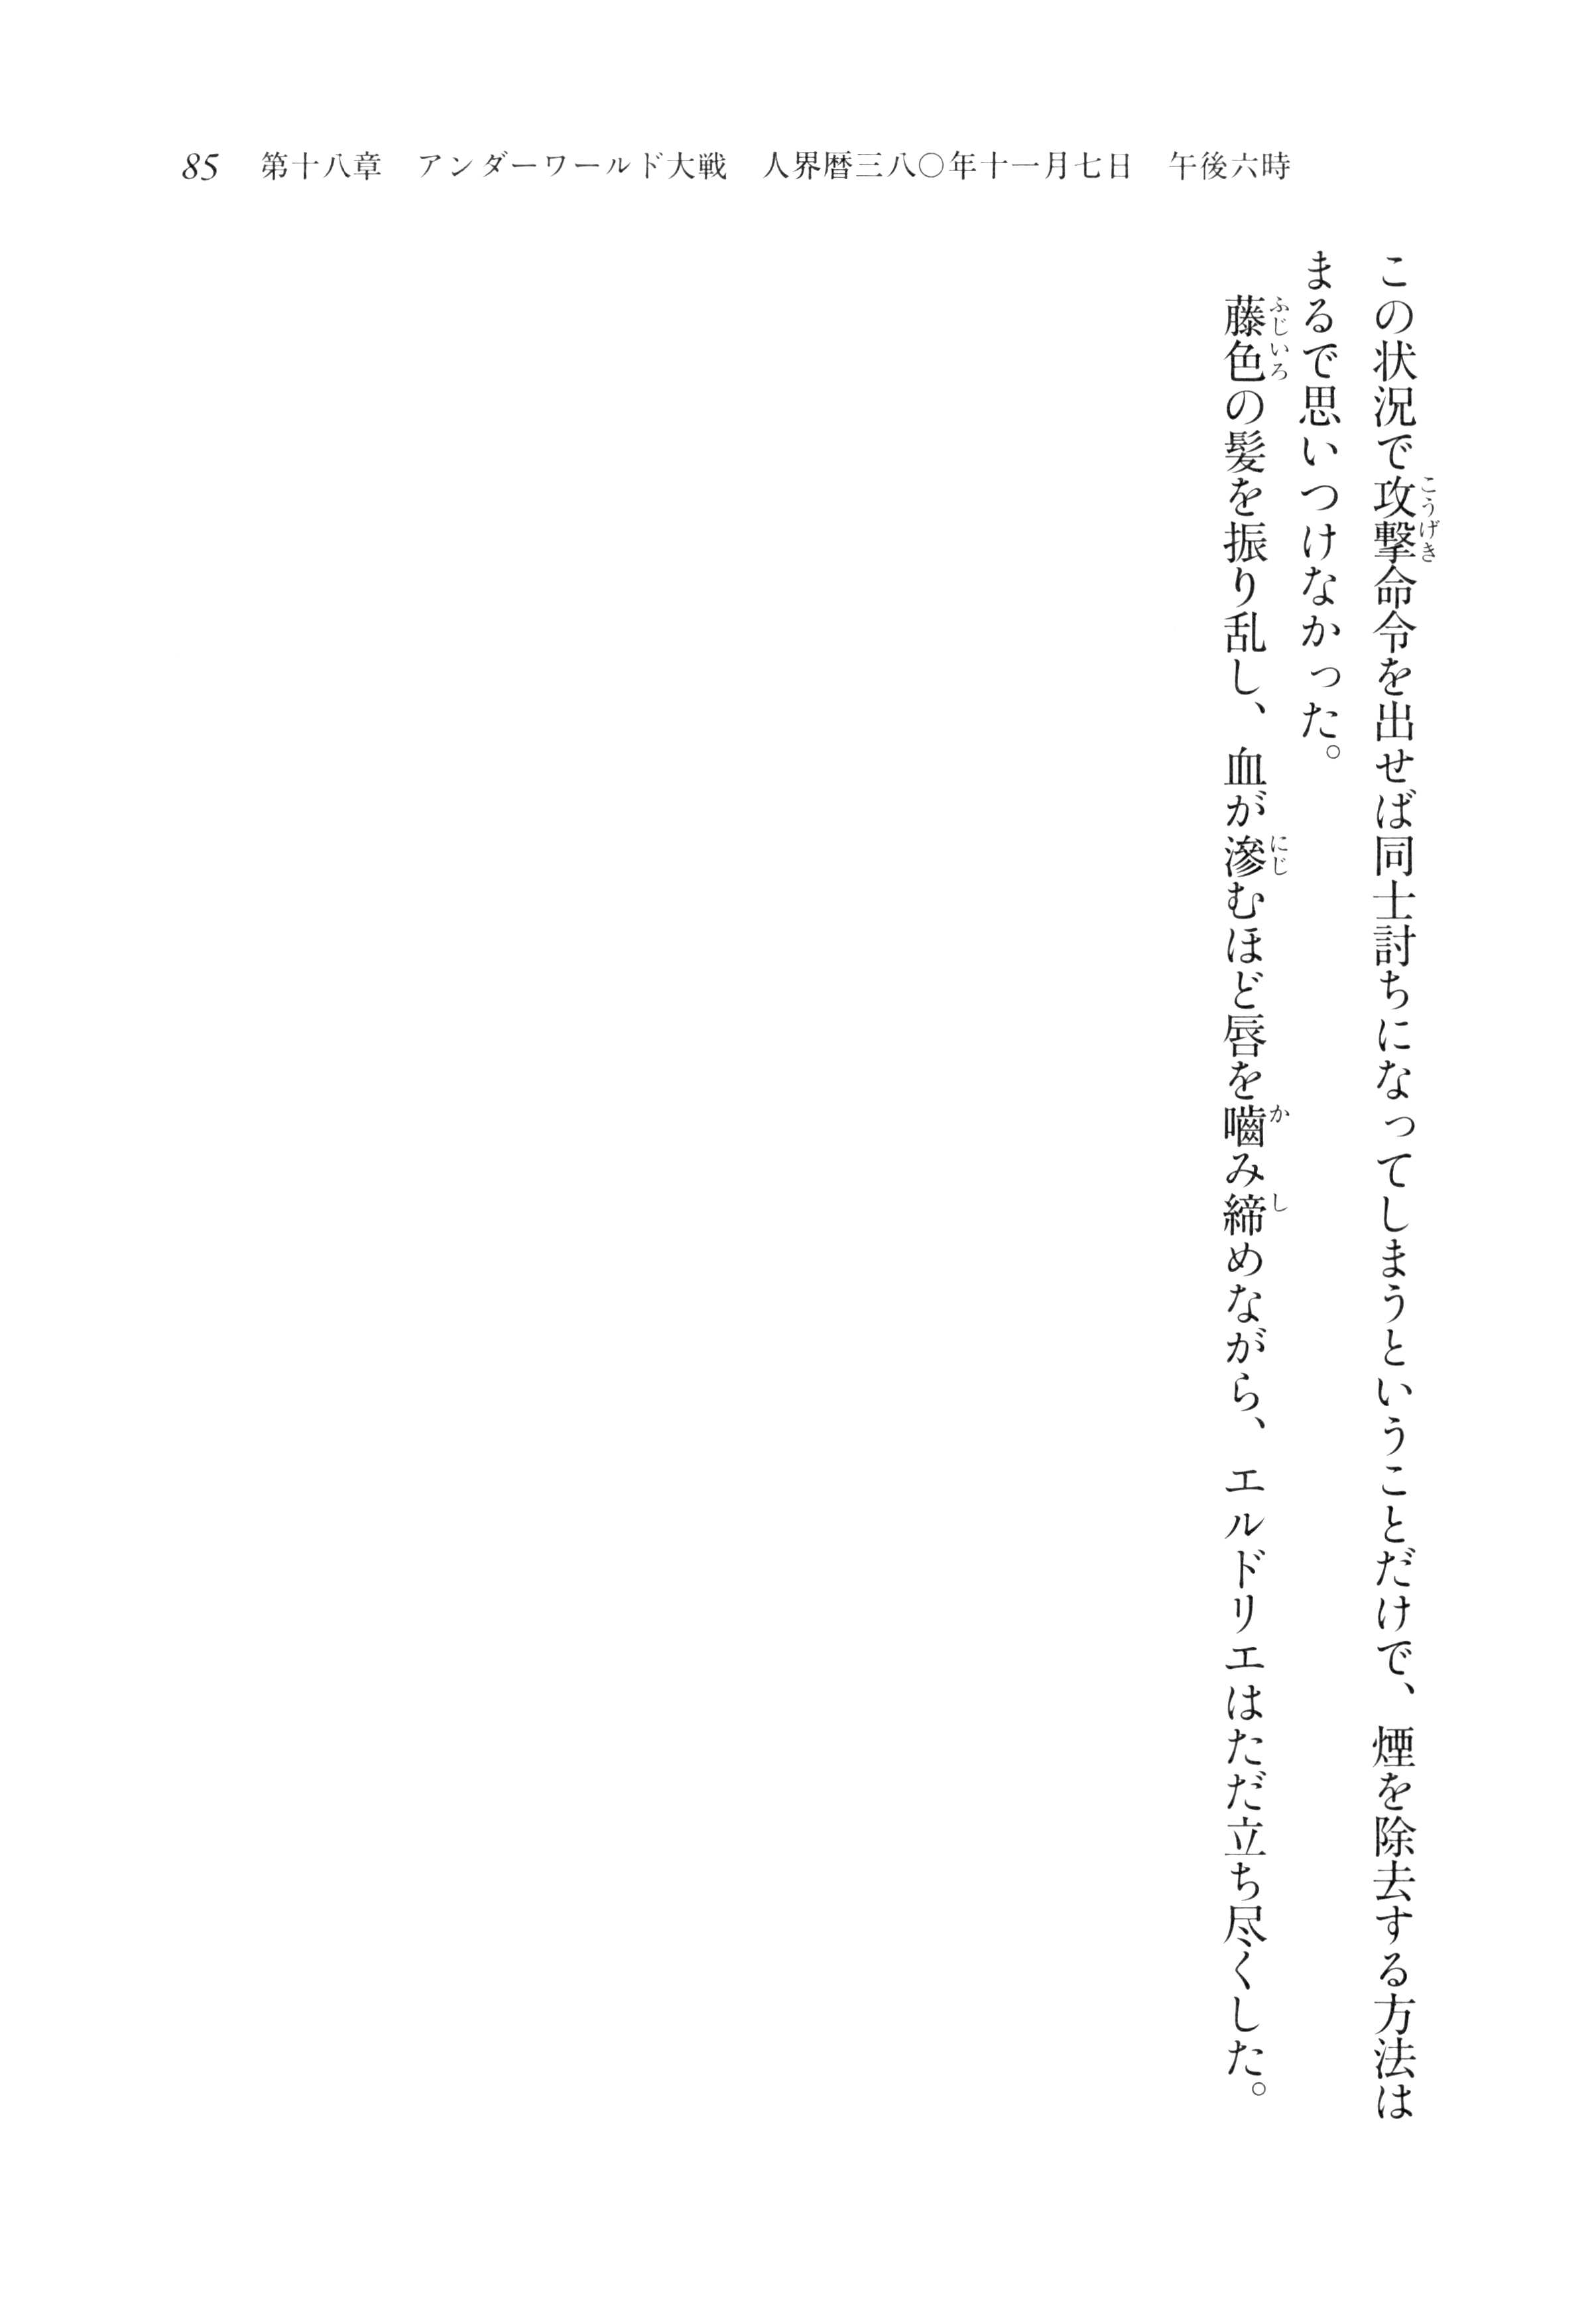 85　第十八章　アンダーワールド大戦　人界暦三八〇年十一月七日　午後六時
この状況で攻撃命令を出せば同士討ちになってしまうということだけで、煙を除去する方法は
まるで思いつけなかった。
　藤色の髪を振り乱し、血が滲むほど唇を嚙み締めながら、エルドリエはただ立ち尽くした。